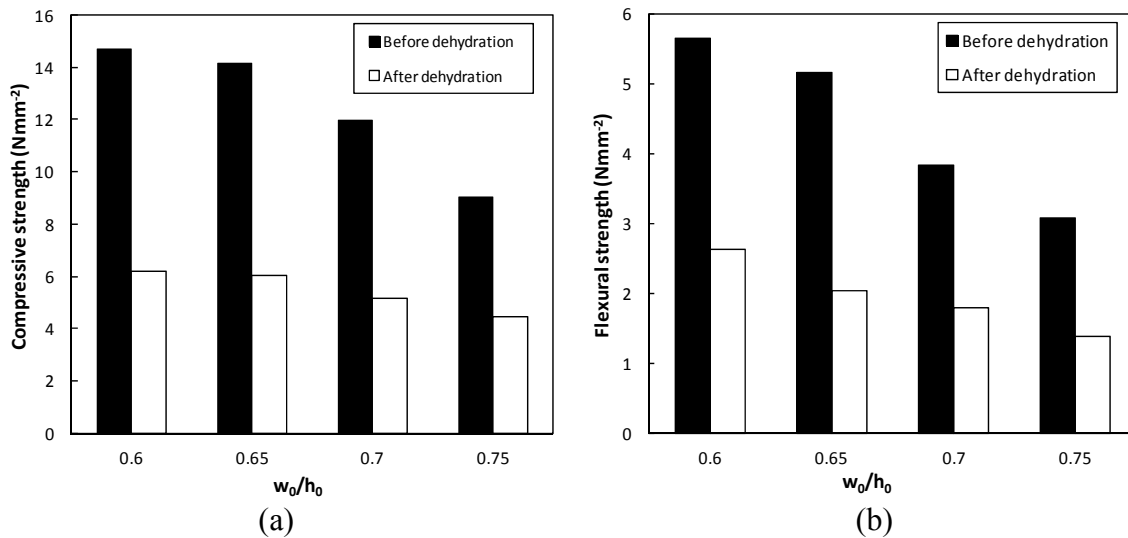 16
14
12
10
8
6
4
2
0
Compressive strength (Nmm⁻²)
Before dehydration
After dehydration
0.6 0.65 0.7 0.75
w₀/h₀
(a)
6
5
4
3
2
1
0
Flexural strength (Nmm⁻²)
Before dehydration
After dehydration
0.6 0.65 0.7 0.75
w₀/h₀
(b)